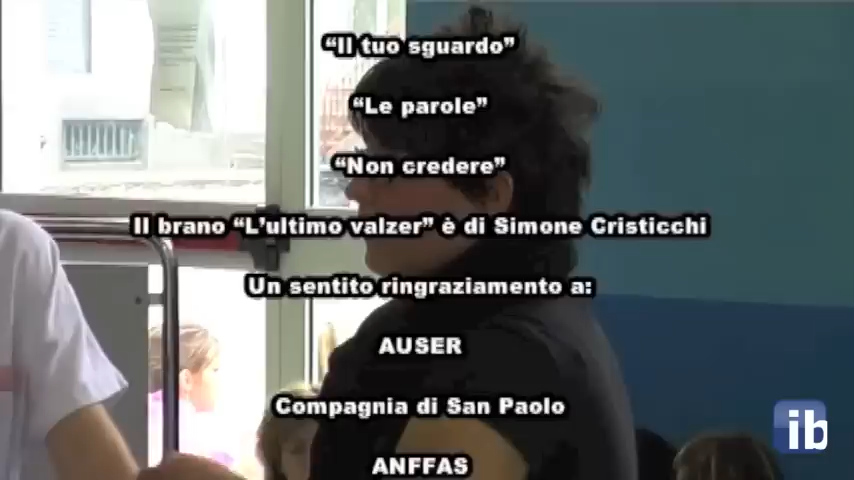 “Il tuo sguardo”
“Le parole”
“Non credere”
Il brano “L’ultimo valzer” è di Simone Cristicchi
Un sentito ringraziamento a:
AUSER
Compagnia di San Paolo
ANFFAS
ib